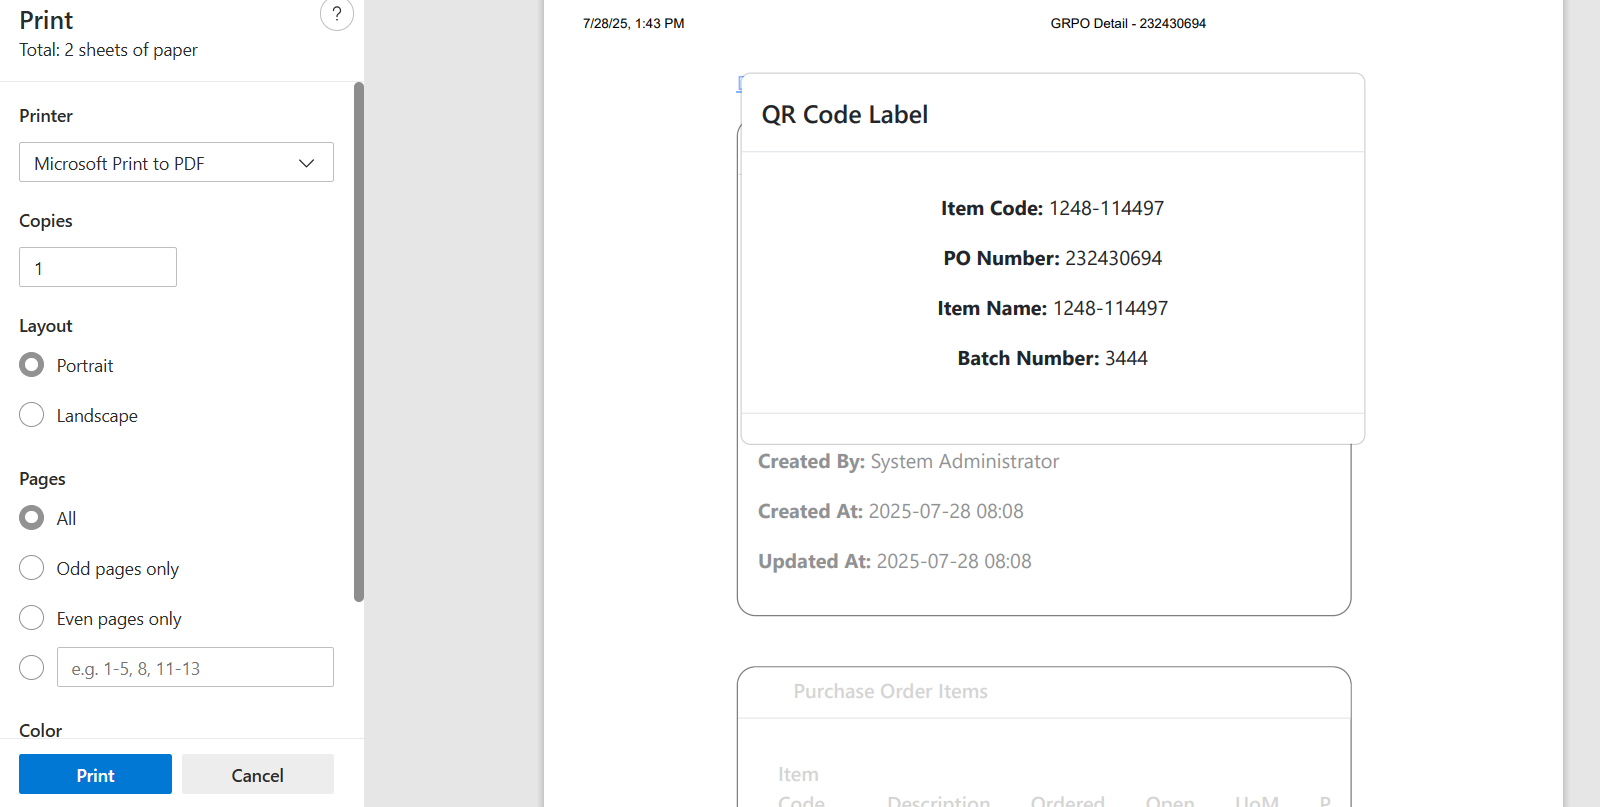 Print
?
Total: 2 sheets of paper
Printer
Microsoft Print to PDF
Copies
1
Layout
Portrait
Landscape
Pages
All
Odd pages only
Even pages only
e.g. 1-5, 8, 11-13
Color
Print Cancel
7/28/25, 1:43 PM GRPO Detail - 232430694
QR Code Label
Item Code: 1248-114497
PO Number: 232430694
Item Name: 1248-114497
Batch Number: 3444
Created By: System Administrator
Created At: 2025-07-28 08:08
Updated At: 2025-07-28 08:08
Purchase Order Items
Item
Code Description Ordered Open UoM P